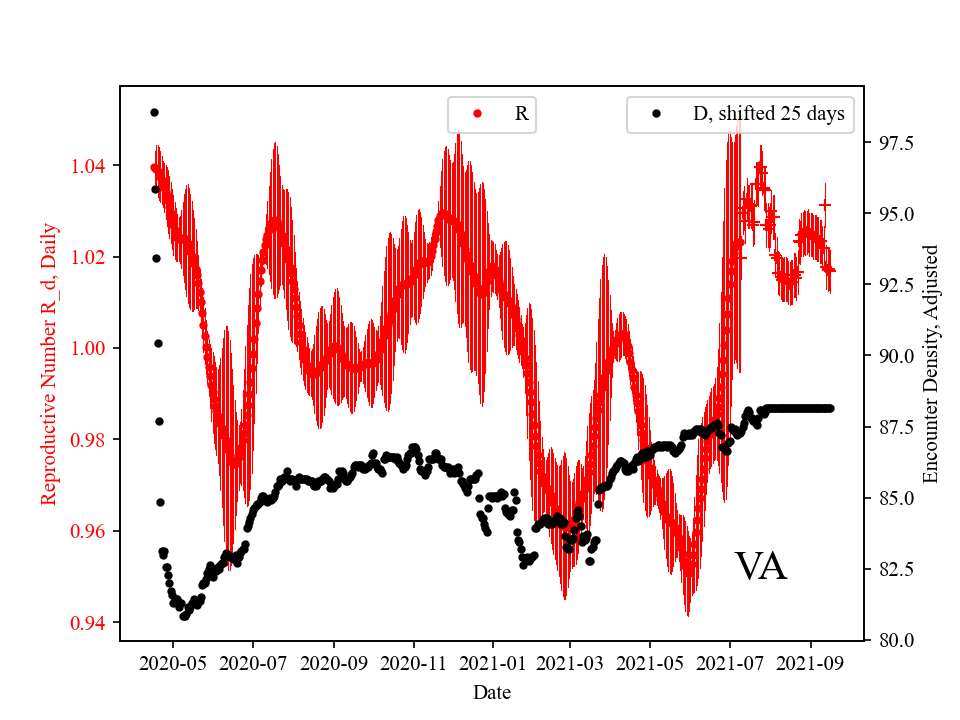 R
D, shifted 25 days
Reproductive Number R_d, Daily
1.04
1.02
1.00
0.98
0.96
0.94
97.5
95.0
92.5
90.0
87.5
85.0
82.5
80.0
Encounter Density, Adjusted
VA
2020-05 2020-07 2020-09 2020-11 2021-01 2021-03 2021-05 2021-07 2021-09
Date